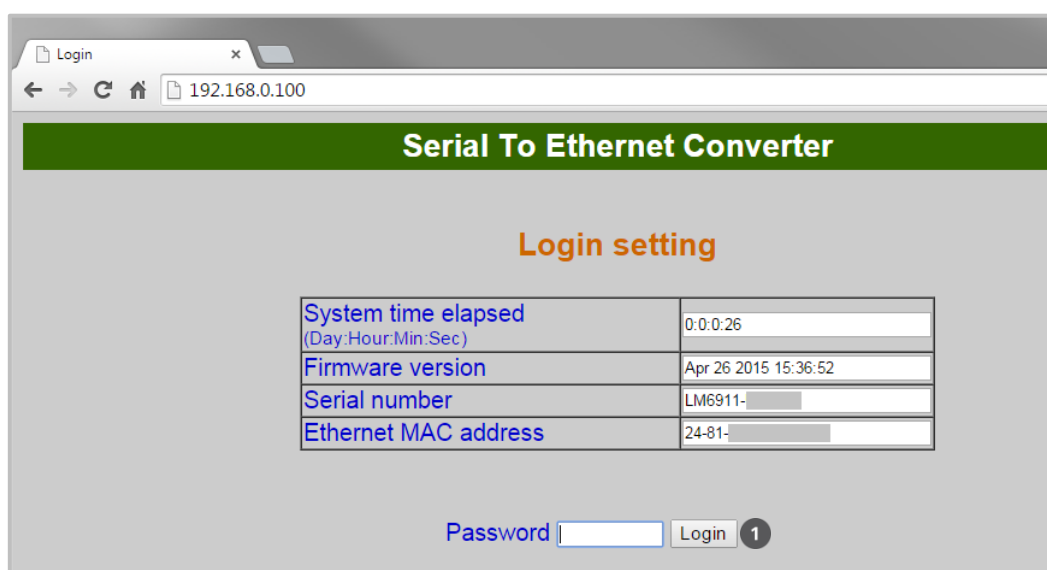 Login
192.168.0.100
Serial To Ethernet Converter
Login setting
System time elapsed
(Day:Hour:Min:Sec)
0:0:0:26
Firmware version
Apr 26 2015 15:36:52
Serial number
LM6911-
Ethernet MAC address
24-81-
Password Login 1